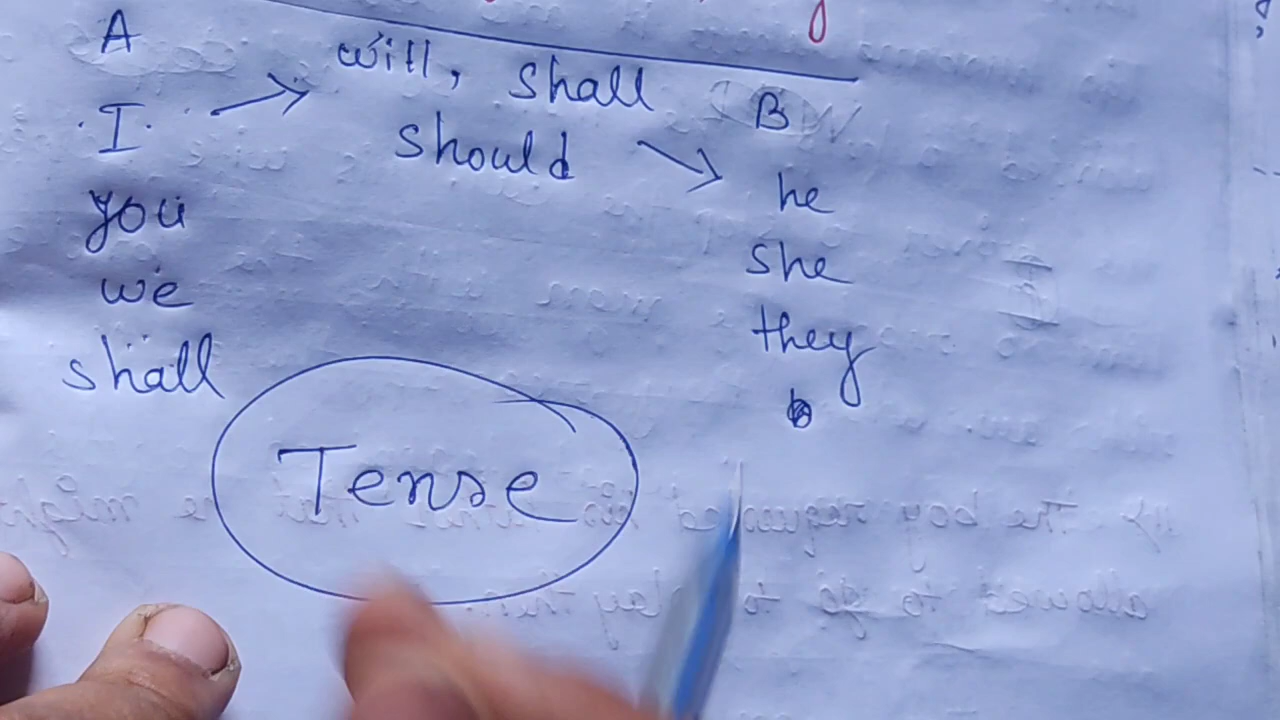 A
will, shall
B
I
should
he
you
she
we
they
shall
Tense